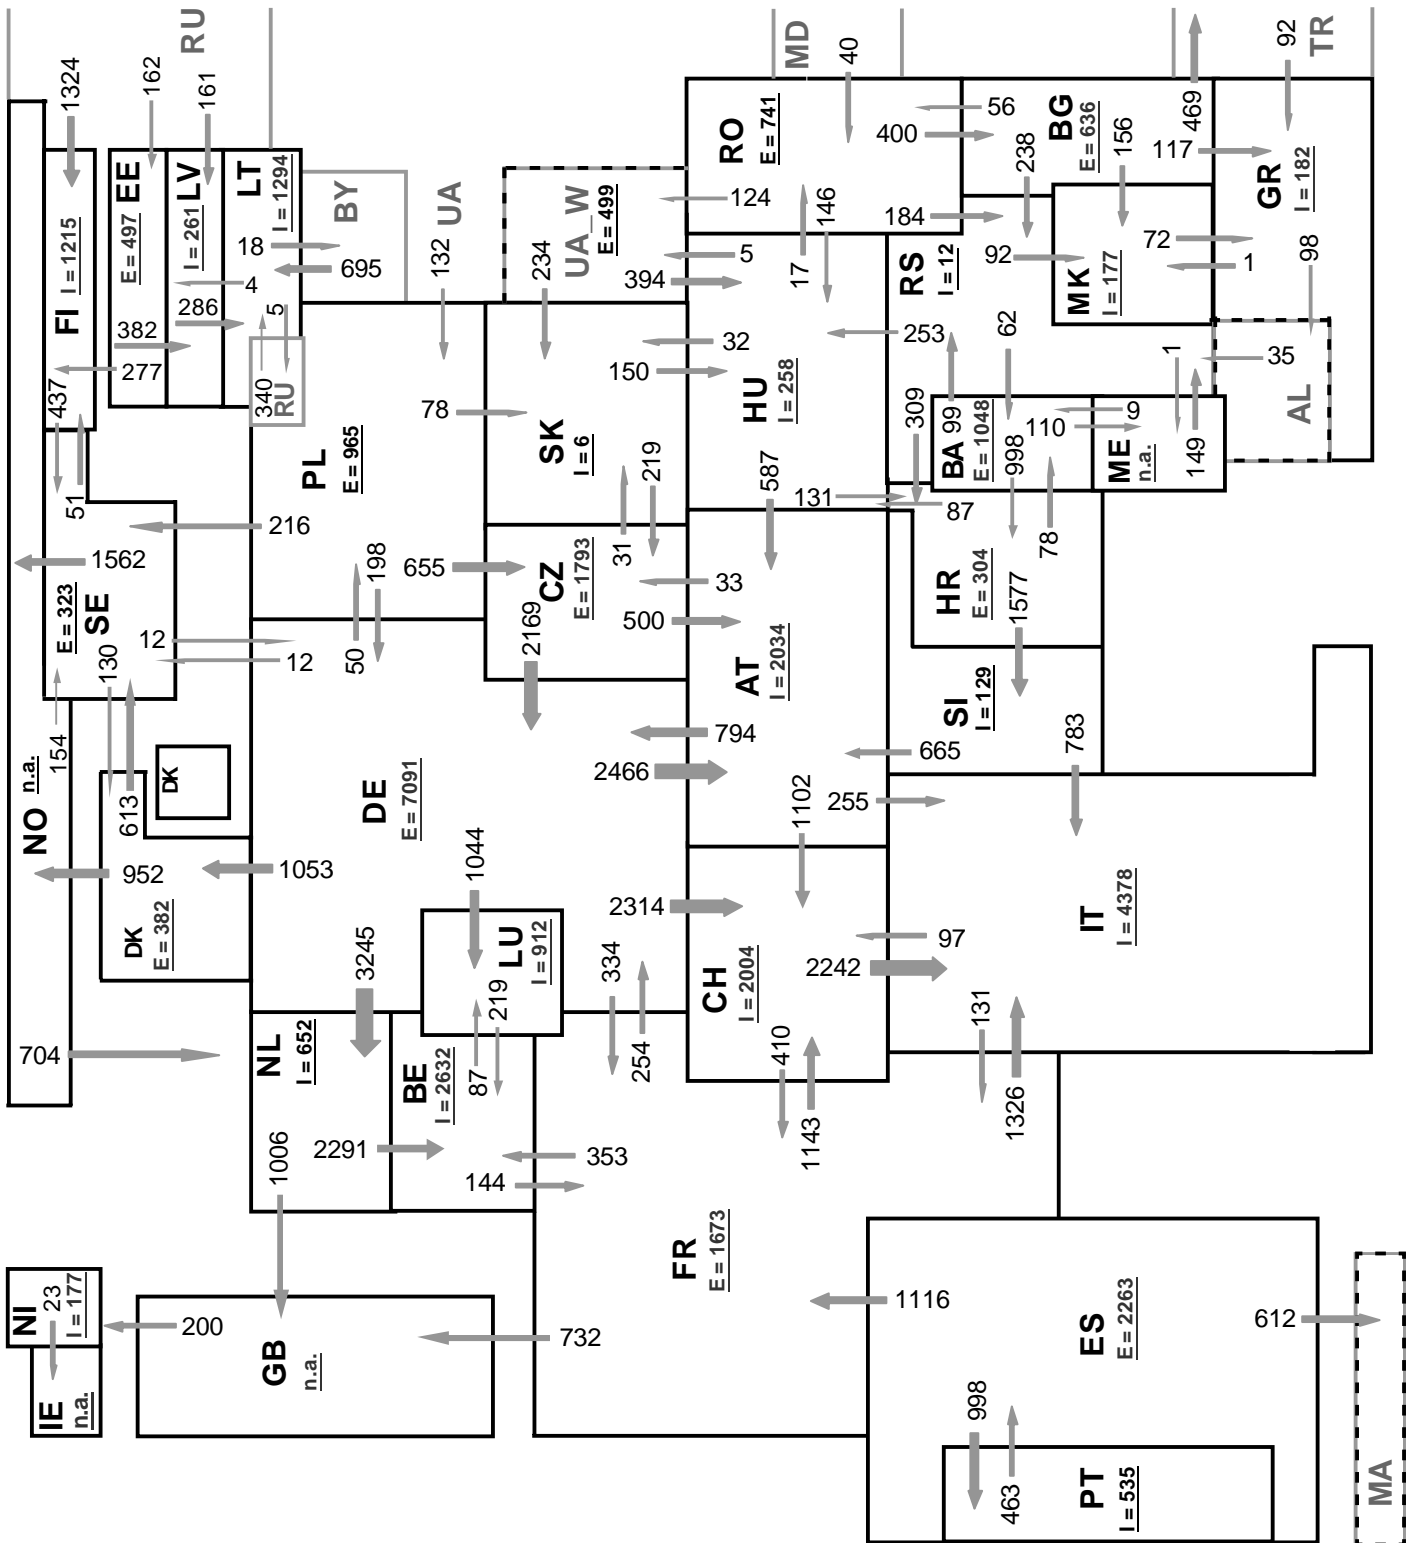 RU
MD
TR
1324
162
161
40
92
469
FI
I = 1215
EE
E = 497
LV
I = 261
LT
I = 1294
BY
UA
132
18
695
4
286
5
340
RU
382
277
437
51
UA_W
E = 499
234
RO
E = 741
124
5
394
17
146
56
400
184
BG
E = 636
238
156
117
GR
I = 182
92
MK
I = 177
72
1
98
RS
I = 12
253
62
1
35
AL
PL
E = 965
78
SK
I = 6
32
150
HU
I = 258
309
BA
99
E = 1048
998
110
9
ME
n.a.
149
216
1562
E = 323
SE
130
12
12
50
198
655
31
219
CZ
E = 1793
2169
33
500
587
131
87
78
HR
E = 304
1577
AT
I = 2034
SI
I = 129
783
665
255
NO
n.a.
154
613
DK
952
DK
E = 382
1053
704
DE
E = 7091
794
2466
1102
1044
LU
I = 912
219
87
334
254
2314
CH
I = 2004
97
2242
IT
I = 4378
3245
NL
I = 652
BE
I = 2632
1006
2291
144
353
410
1143
131
1326
NI
23
I = 177
IE
n.a.
200
GB
n.a.
732
FR
E = 1673
1116
ES
E = 2263
612
998
463
PT
I = 535
MA